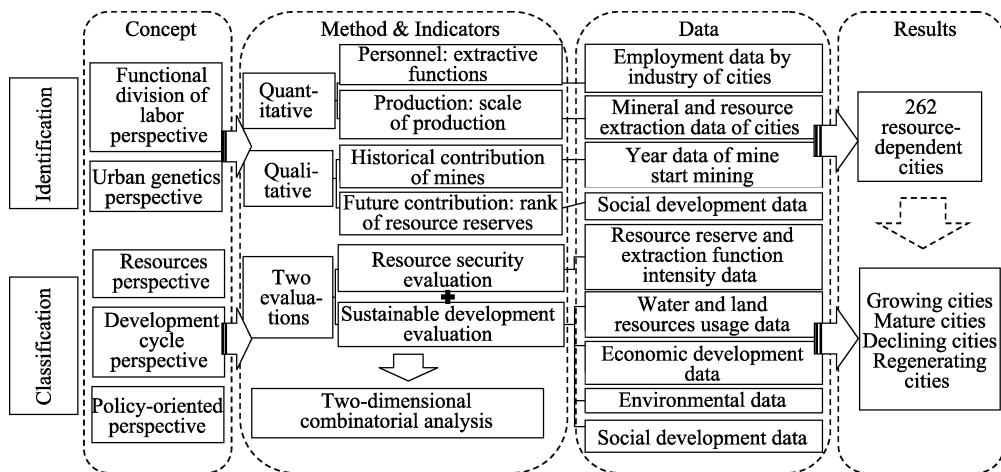 Concept
Method & Indicators
Data
Results
Identification
Functional
division of
labor
perspective
Urban genetics
perspective
Quant-
itative
Quali-
tative
Personnel: extractive
functions
Production: scale
of production
Historical contribution
of mines
Future contribution: rank
of resource reserves
Employment data by
industry of cities
Mineral and resource
extraction data of cities
Year data of mine
start mining
Social development data
262
resource-
dependent
cities
Classification
Resources
perspective
Development
cycle
perspective
Policy-oriented
perspective
Two
evalua-
tions
Resource security
evaluation
Sustainable development
evaluation
Two-dimensional
combinatorial analysis
Resource reserve and
extraction function
intensity data
Water and land
resources usage data
Economic development
data
Environmental data
Social development data
Growing cities
Mature cities
Declining cities
Regenerating
cities